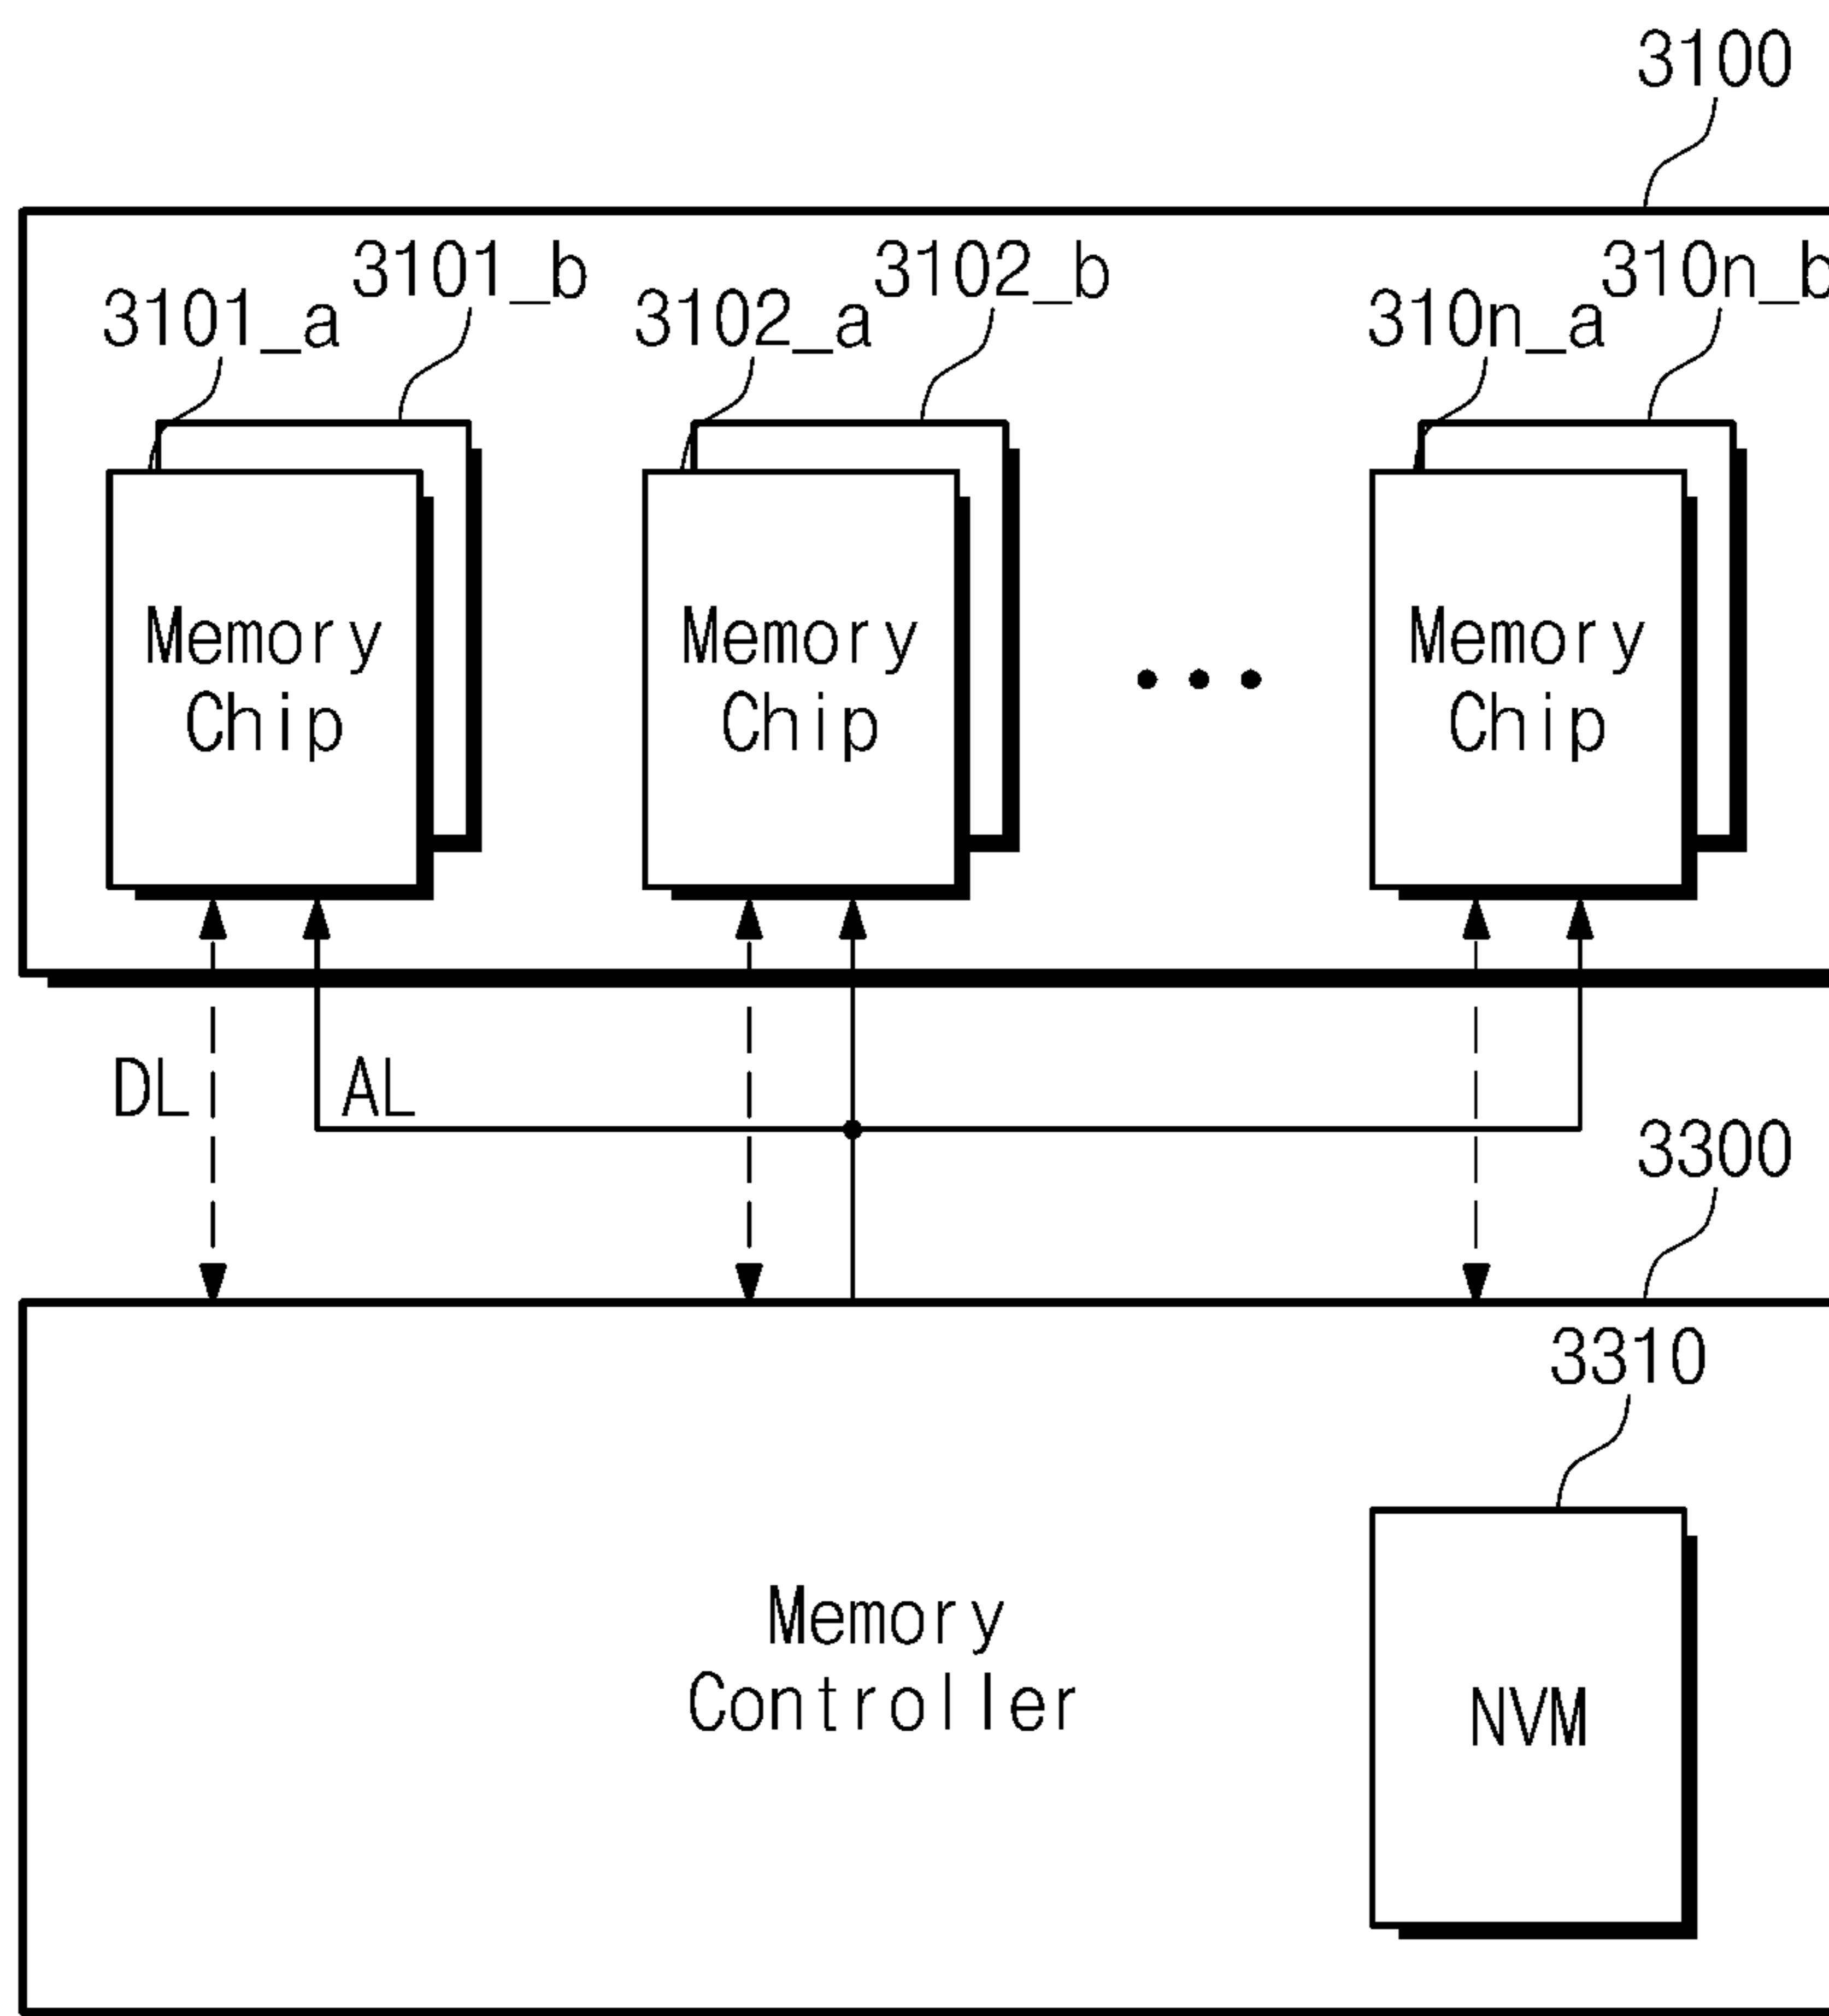 3100
3101_a
3101_b
3102_a
3102_b
310n_a
310n_b
Memory
Chip
Memory
Chip
Memory
Chip
DL
AL
3300
3310
Memory
Controller
NVM